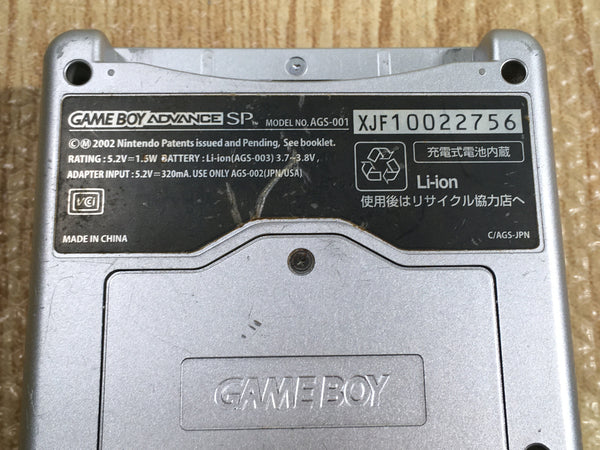 GAME BOY ADVANCE SP™ MODEL NO. AGS-001 XJF10022756
©Ⓜ 2002 Nintendo Patents issued and Pending, See booklet.
RATING : 5.2V⎓1.5W BATTERY : Li-ion(AGS-003) 3.7⎓3.8V,
ADAPTER INPUT : 5.2V⎓320mA. USE ONLY AGS-002(JPN/USA)
VCI
MADE IN CHINA
充電式電池内蔵
Li-ion
使用後はリサイクル協力店へ
C/AGS-JPN
GAME BOY